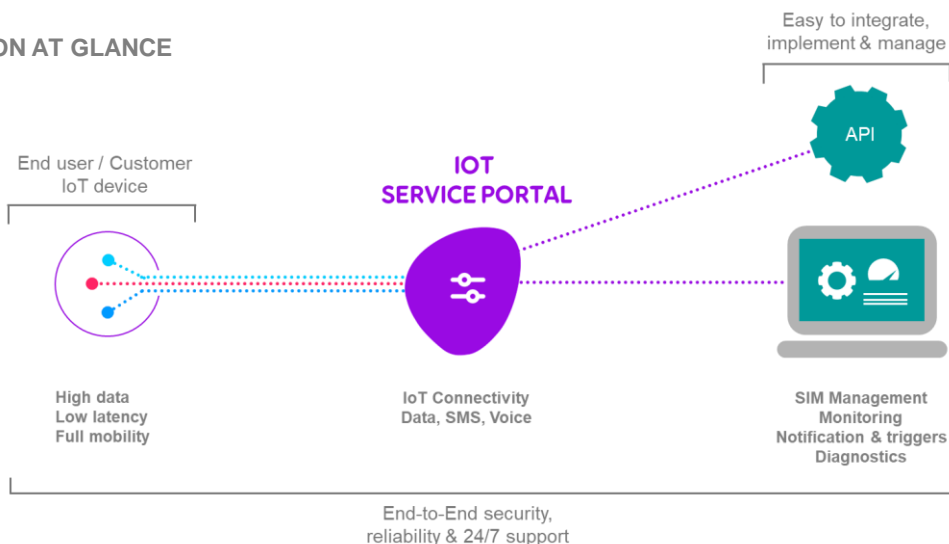 ON AT GLANCE
Easy to integrate,
implement & manage
API
End user / Customer
IoT device
IOT
SERVICE PORTAL
High data
Low latency
Full mobility
IoT Connectivity
Data, SMS, Voice
SIM Management
Monitoring
Notification & triggers
Diagnostics
End-to-End security,
reliability & 24/7 support